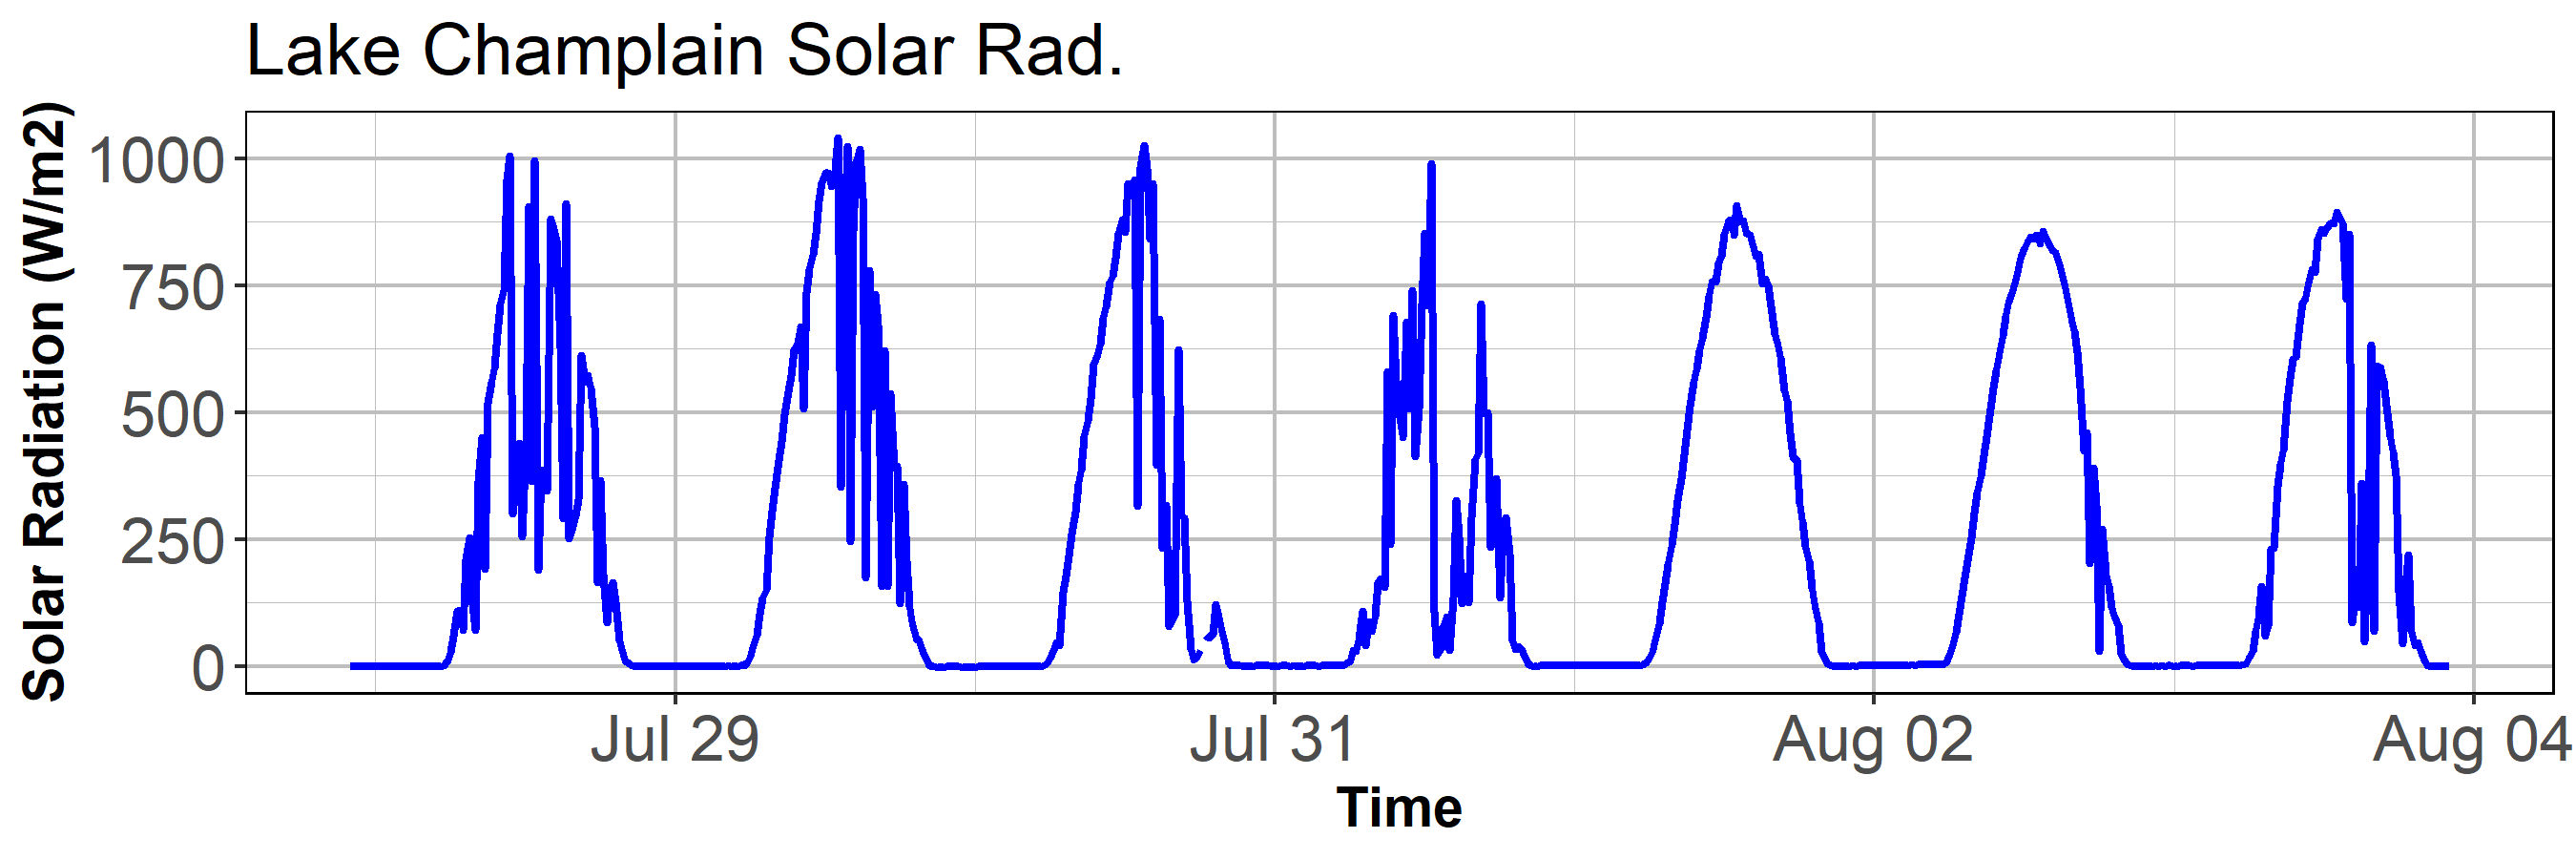 Lake Champlain Solar Rad.
Solar Radiation (W/m2)
1000
750
500
250
0
Jul 29 Jul 31 Aug 02 Aug 04
Time